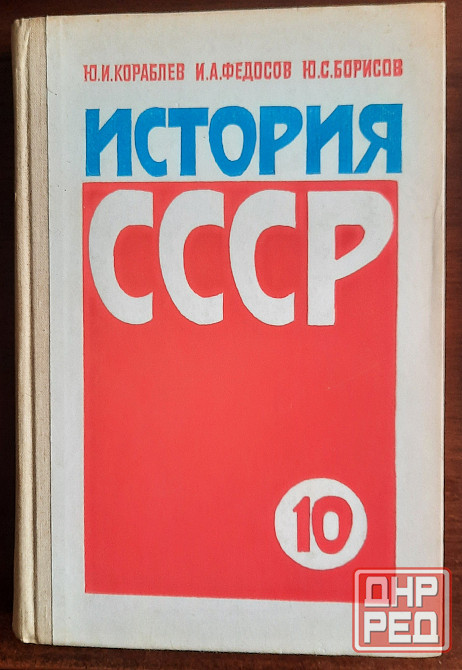 Ю.И.КОРАБЛЕВ И.А.ФЕДОСОВ Ю.С.БОРИСОВ
ИСТОРИЯ
СССР
10
ДНР
РЕД